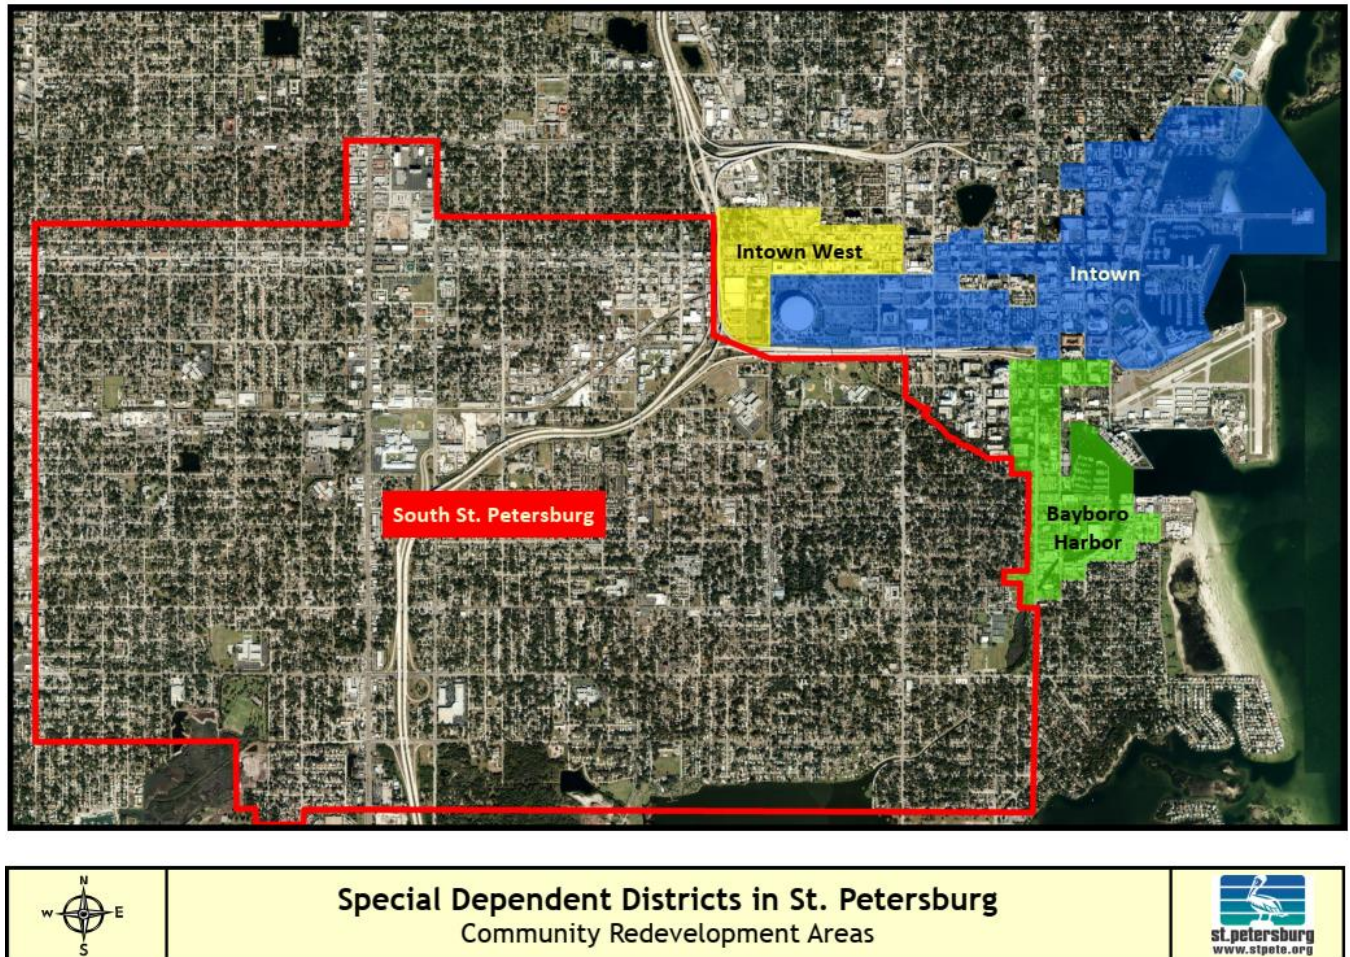 Intown West
Intown
South St. Petersburg
Bayboro
Harbor
N
W E
S
Special Dependent Districts in St. Petersburg
Community Redevelopment Areas
st.petersburg
www.stpete.org